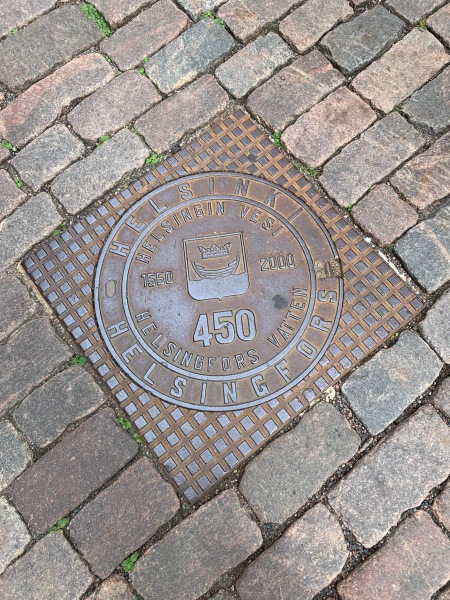 HELSINKI
HELSINGIN VESI
1550 2000
450
HELSINGFORS VATTEN
HELSINGFORS